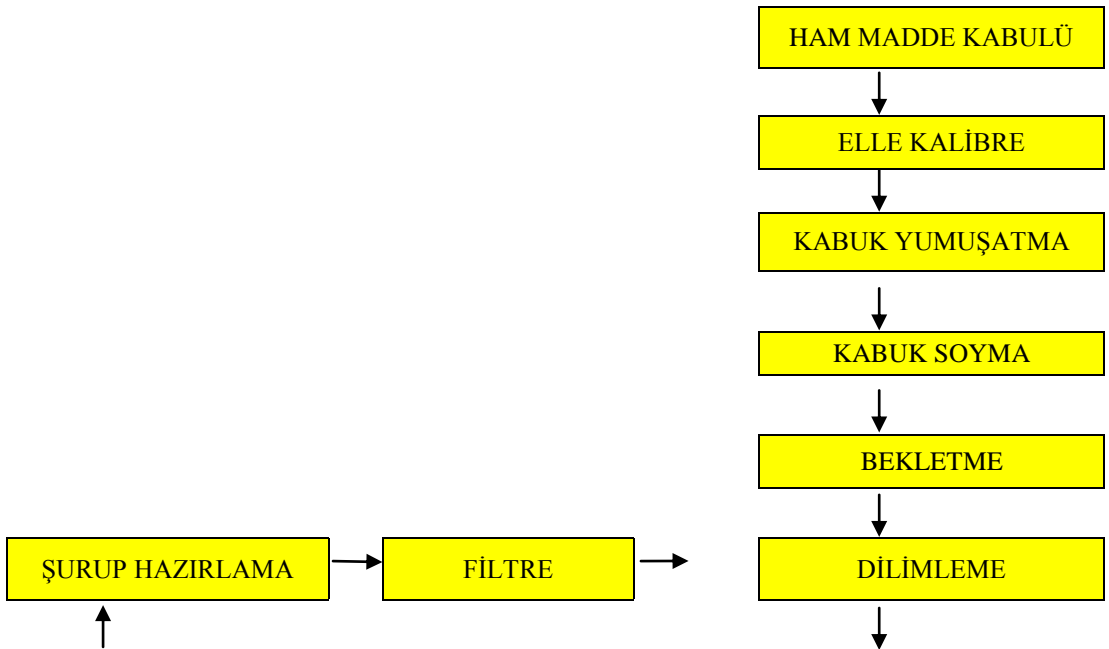 HAM MADDE KABULÜ
ELLE KALİBRE
KABUK YUMUŞATMA
KABUK SOYMA
BEKLETME
ŞURUP HAZIRLAMA
FİLTRE
DİLİMLEME